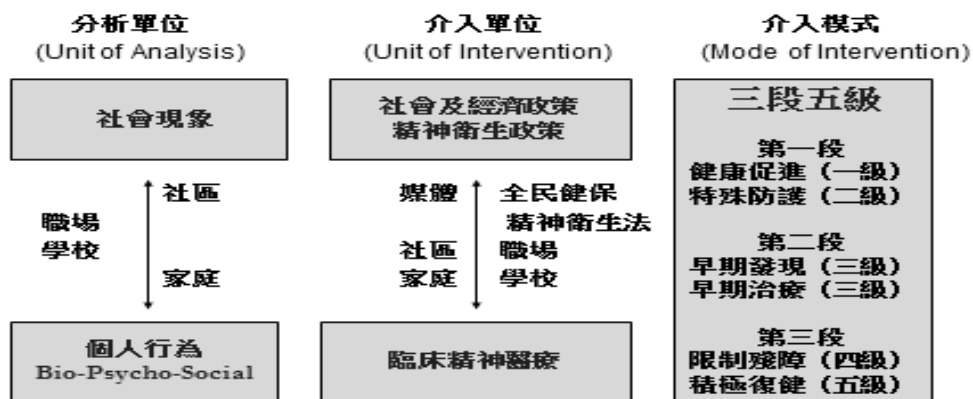 分析單位
(Unit of Analysis)
社會現象
社區
職場
學校
家庭
個人行為
Bio-Psycho-Social
介入單位
(Unit of Intervention)
社會及經濟政策
精神衛生政策
媒體
全民健保
精神衛生法
社區
職場
家庭
學校
臨床精神醫療
介入模式
(Mode of Intervention)
三段五級
第一段
健康促進（一級）
特殊防護（二級）
第二段
早期發現（三級）
早期治療（三級）
第三段
限制殘障（四級）
積極復健（五級）